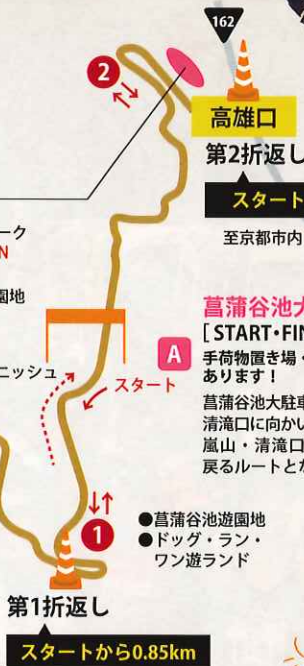 162
2
高雄口
第2折返し
スタート
至京都市内
ーク
N
園地
菖蒲谷池大
[START・FIN
A
手荷物置き場・
あります！
ニッシュ
スタート
菖蒲谷池大駐車
清滝口に向かい
嵐山・清滝口
戻るルートとな
1
●菖蒲谷池遊園地
●ドッグ・ラン・
ワン遊ランド
第1折返し
スタートから0.85km